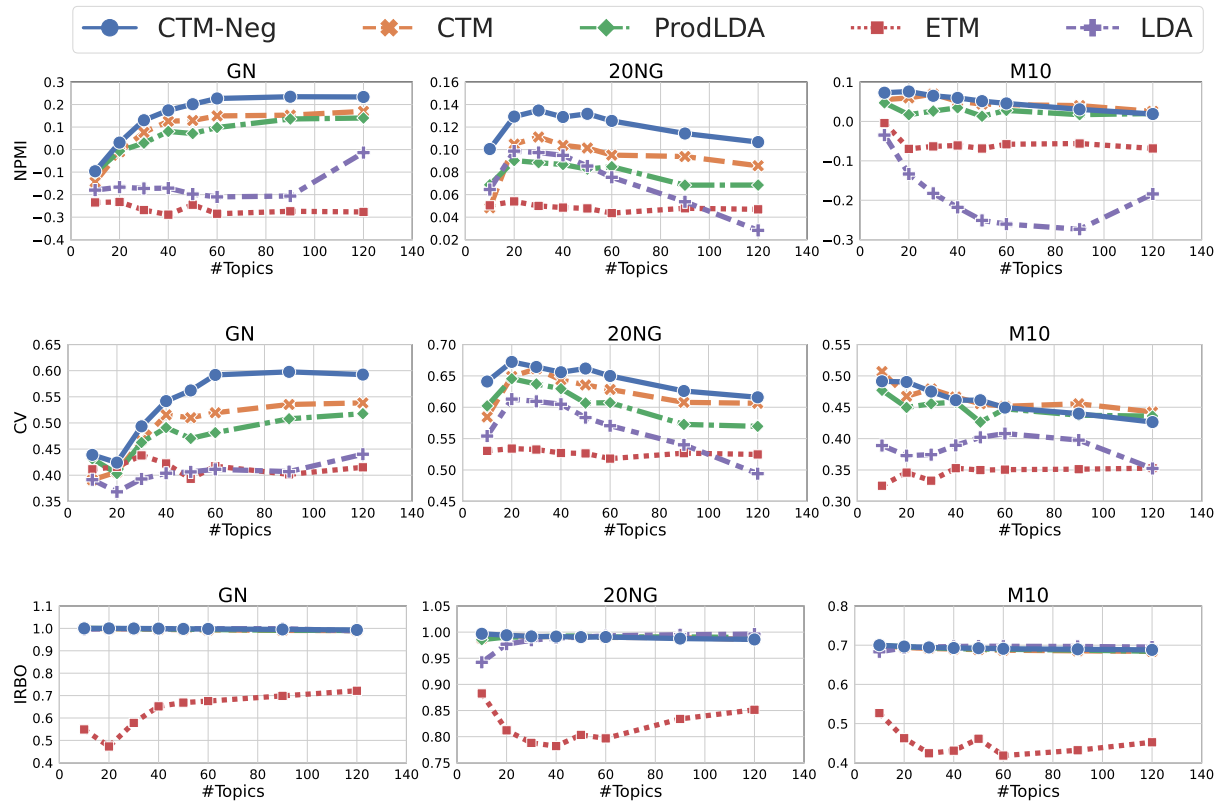 CTM-Neg CTM ProdLDA ETM LDA
GN 20NG M10
NPMI
0.3 0.2 0.1 0.0 −0.1 −0.2 −0.3 −0.4
0 20 40 60 80 100 120 140
#Topics
0.16 0.14 0.12 0.10 0.08 0.06 0.04 0.02
0 20 40 60 80 100 120 140
#Topics
0.1 0.0 −0.1 −0.2 −0.3
0 20 40 60 80 100 120 140
#Topics
GN 20NG M10
CV
0.65 0.60 0.55 0.50 0.45 0.40 0.35
0 20 40 60 80 100 120 140
#Topics
0.70 0.65 0.60 0.55 0.50 0.45
0 20 40 60 80 100 120 140
#Topics
0.55 0.50 0.45 0.40 0.35 0.30
0 20 40 60 80 100 120 140
#Topics
GN 20NG M10
IRBO
1.1 1.0 0.9 0.8 0.7 0.6 0.5 0.4
0 20 40 60 80 100 120 140
#Topics
1.05 1.00 0.95 0.90 0.85 0.80 0.75
0 20 40 60 80 100 120 140
#Topics
0.8 0.7 0.6 0.5 0.4
0 20 40 60 80 100 120 140
#Topics